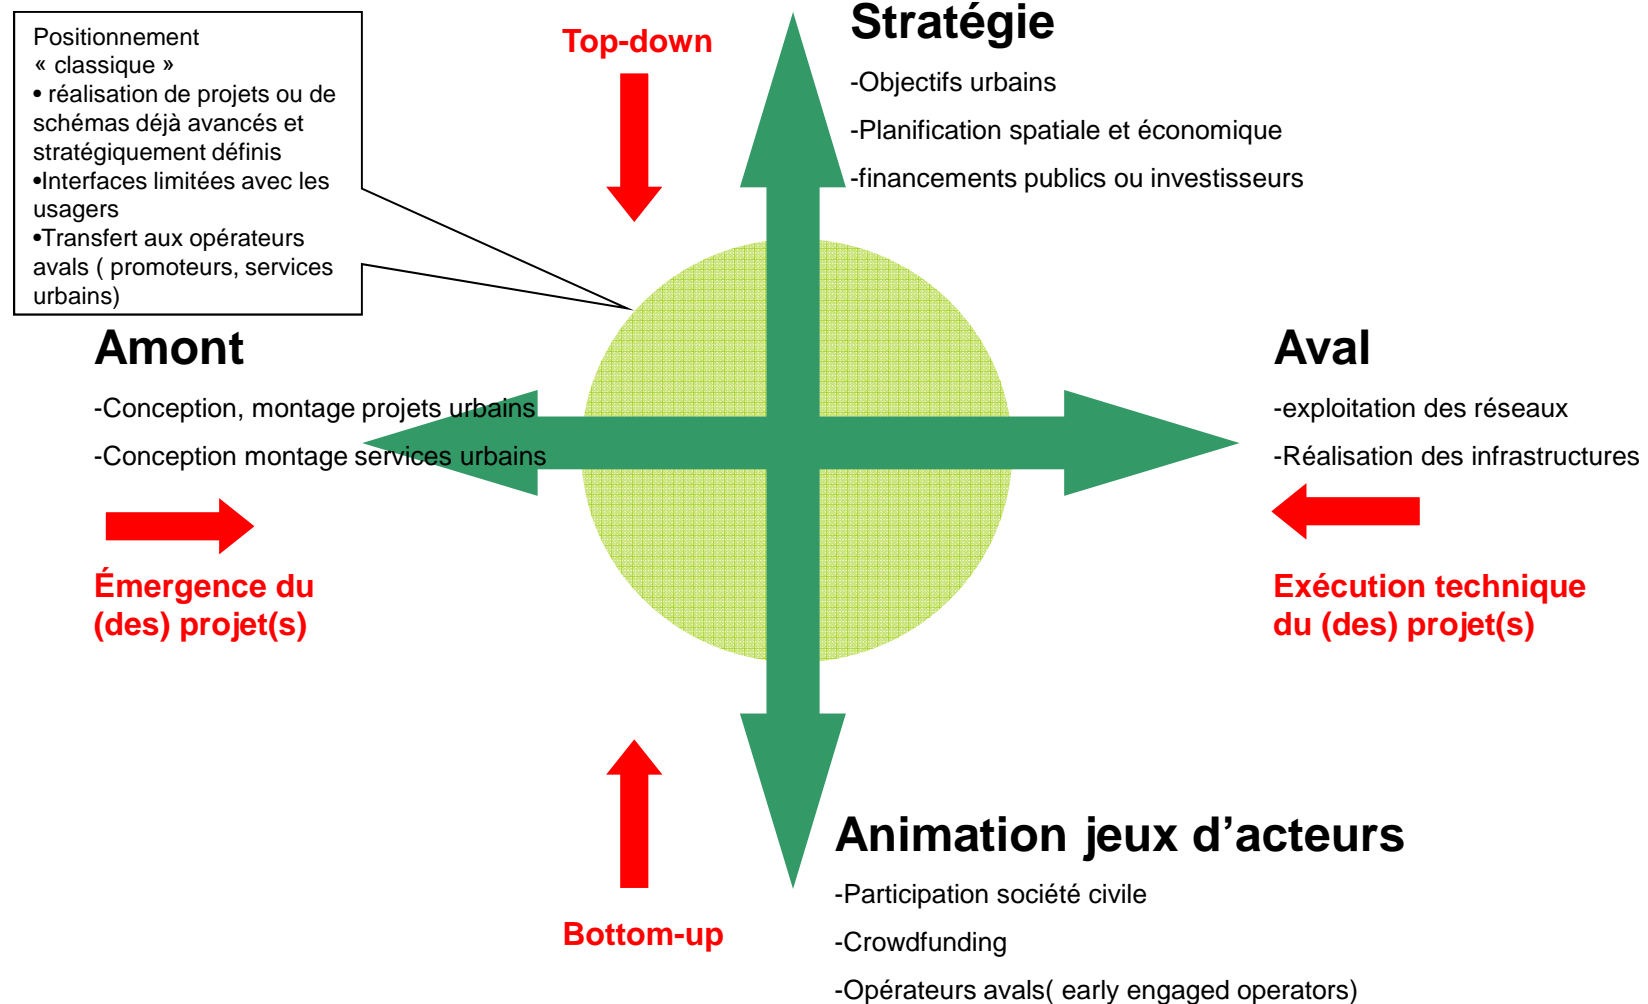 Positionnement
« classique »
• réalisation de projets ou de
schémas déjà avancés et
stratégiquement définis
•Interfaces limitées avec les
usagers
•Transfert aux opérateurs
avals ( promoteurs, services
urbains)
Top-down
Stratégie
-Objectifs urbains
-Planification spatiale et économique
-financements publics ou investisseurs
Amont
-Conception, montage projets urbains
-Conception montage services urbains
Émergence du
(des) projet(s)
Aval
-exploitation des réseaux
-Réalisation des infrastructures
Exécution technique
du (des) projet(s)
Bottom-up
Animation jeux d’acteurs
-Participation société civile
-Crowdfunding
-Opérateurs avals( early engaged operators)